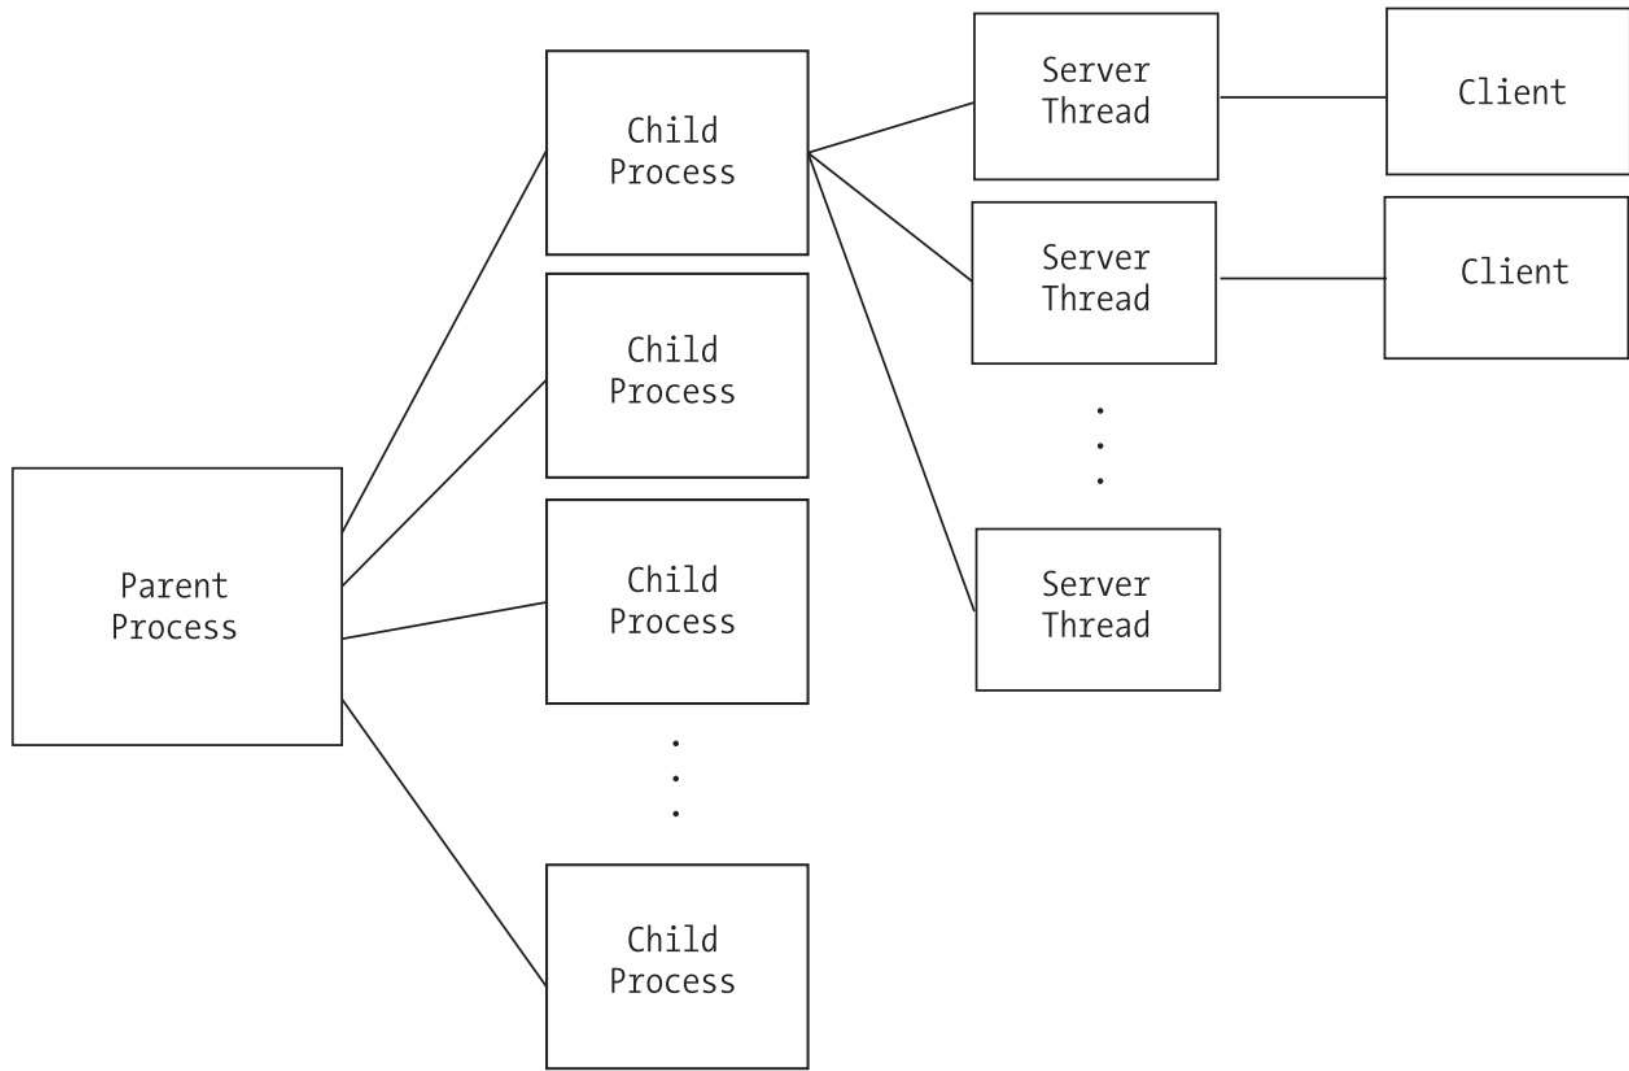 Parent
Process
Child
Process
Child
Process
Child
Process
Child
Process
Server
Thread
Server
Thread
Server
Thread
Client
Client